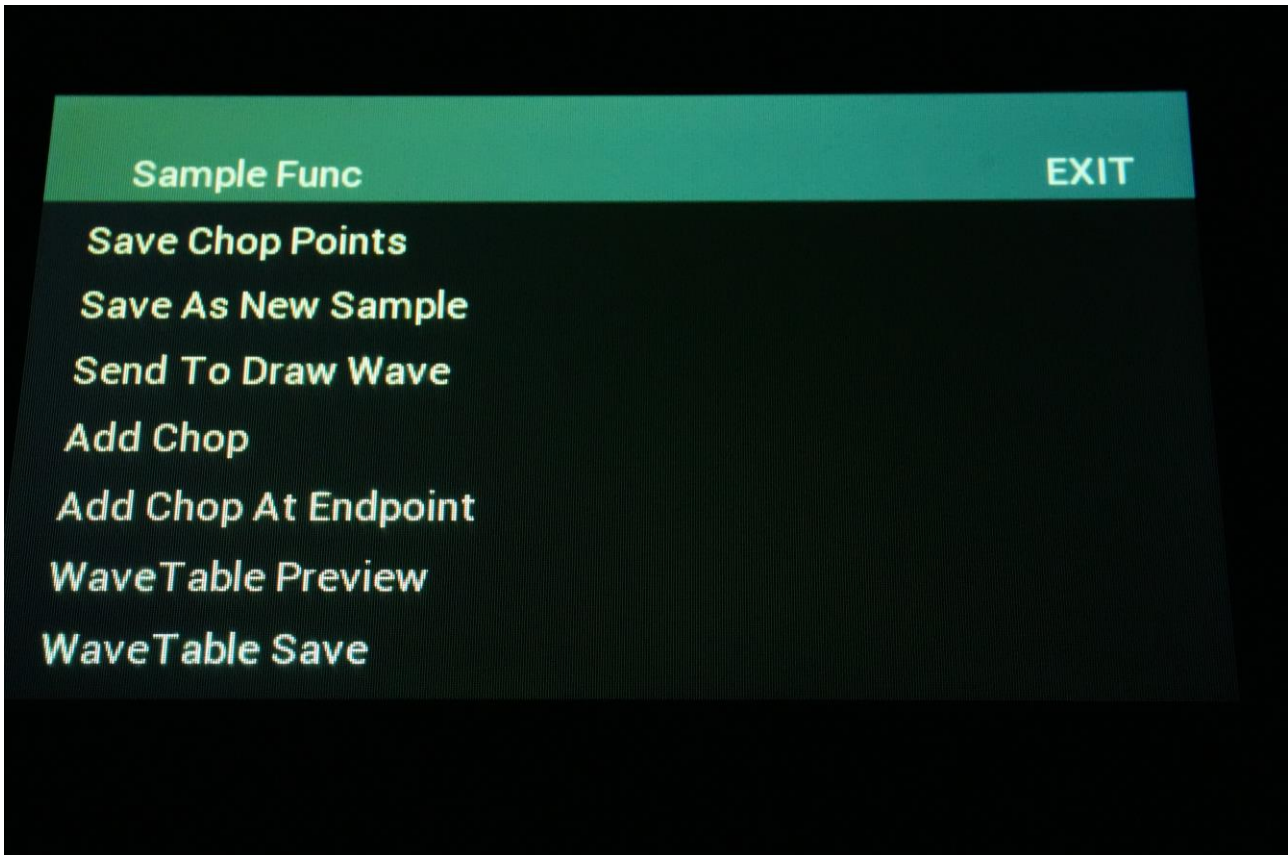 Sample Func EXIT
Save Chop Points
Save As New Sample
Send To Draw Wave
Add Chop
Add Chop At Endpoint
WaveTable Preview
WaveTable Save